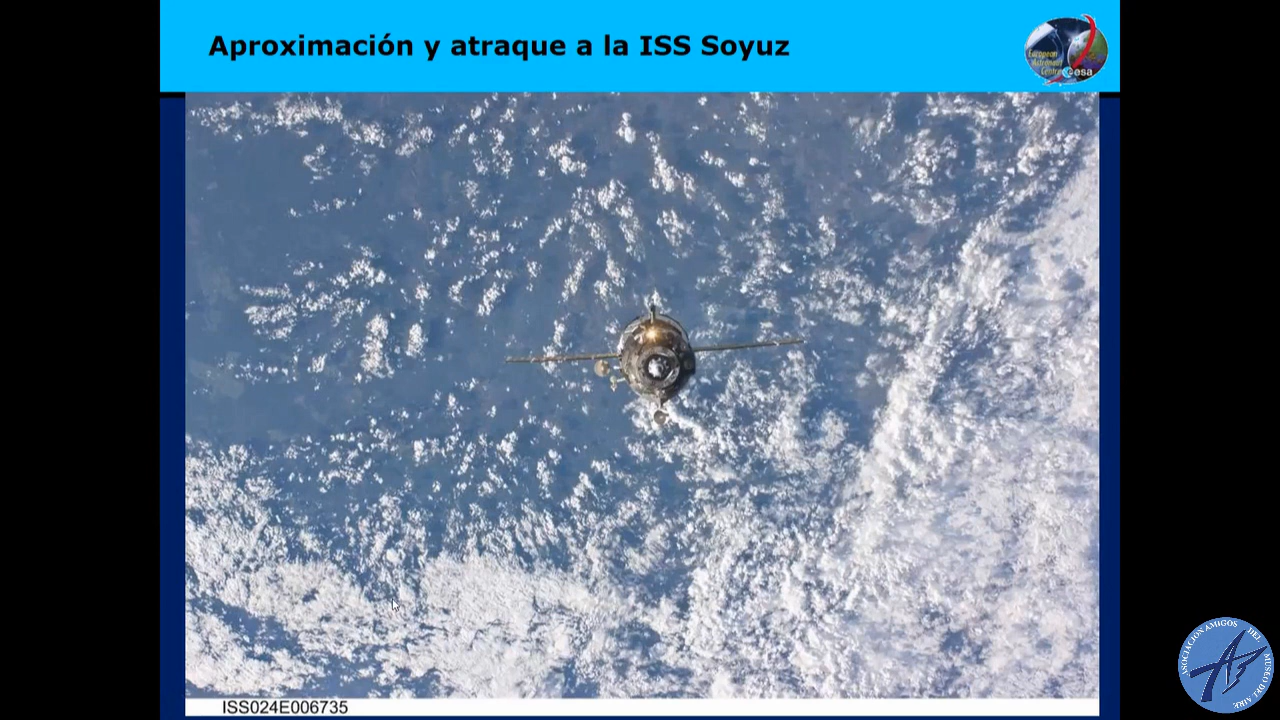 Aproximación y atraque a la ISS Soyuz
European
Astronaut
Centre esa
ASOCIACION AMIGOS DEL MUSEO DEL AIRE
ISS024E006735